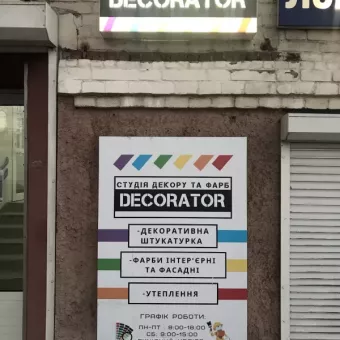 DECORATOR
СТУДІЯ ДЕКОРУ ТА ФАРБ
DECORATOR
-ДЕКОРАТИВНА
ШТУКАТУРКА
-ФАРБИ ІНТЕР'ЄРНІ
ТА ФАСАДНІ
-УТЕПЛЕННЯ
ГРАФІК РОБОТИ:
ПН-ПТ : 8:00-18:00
СБ: 9:00-15:00